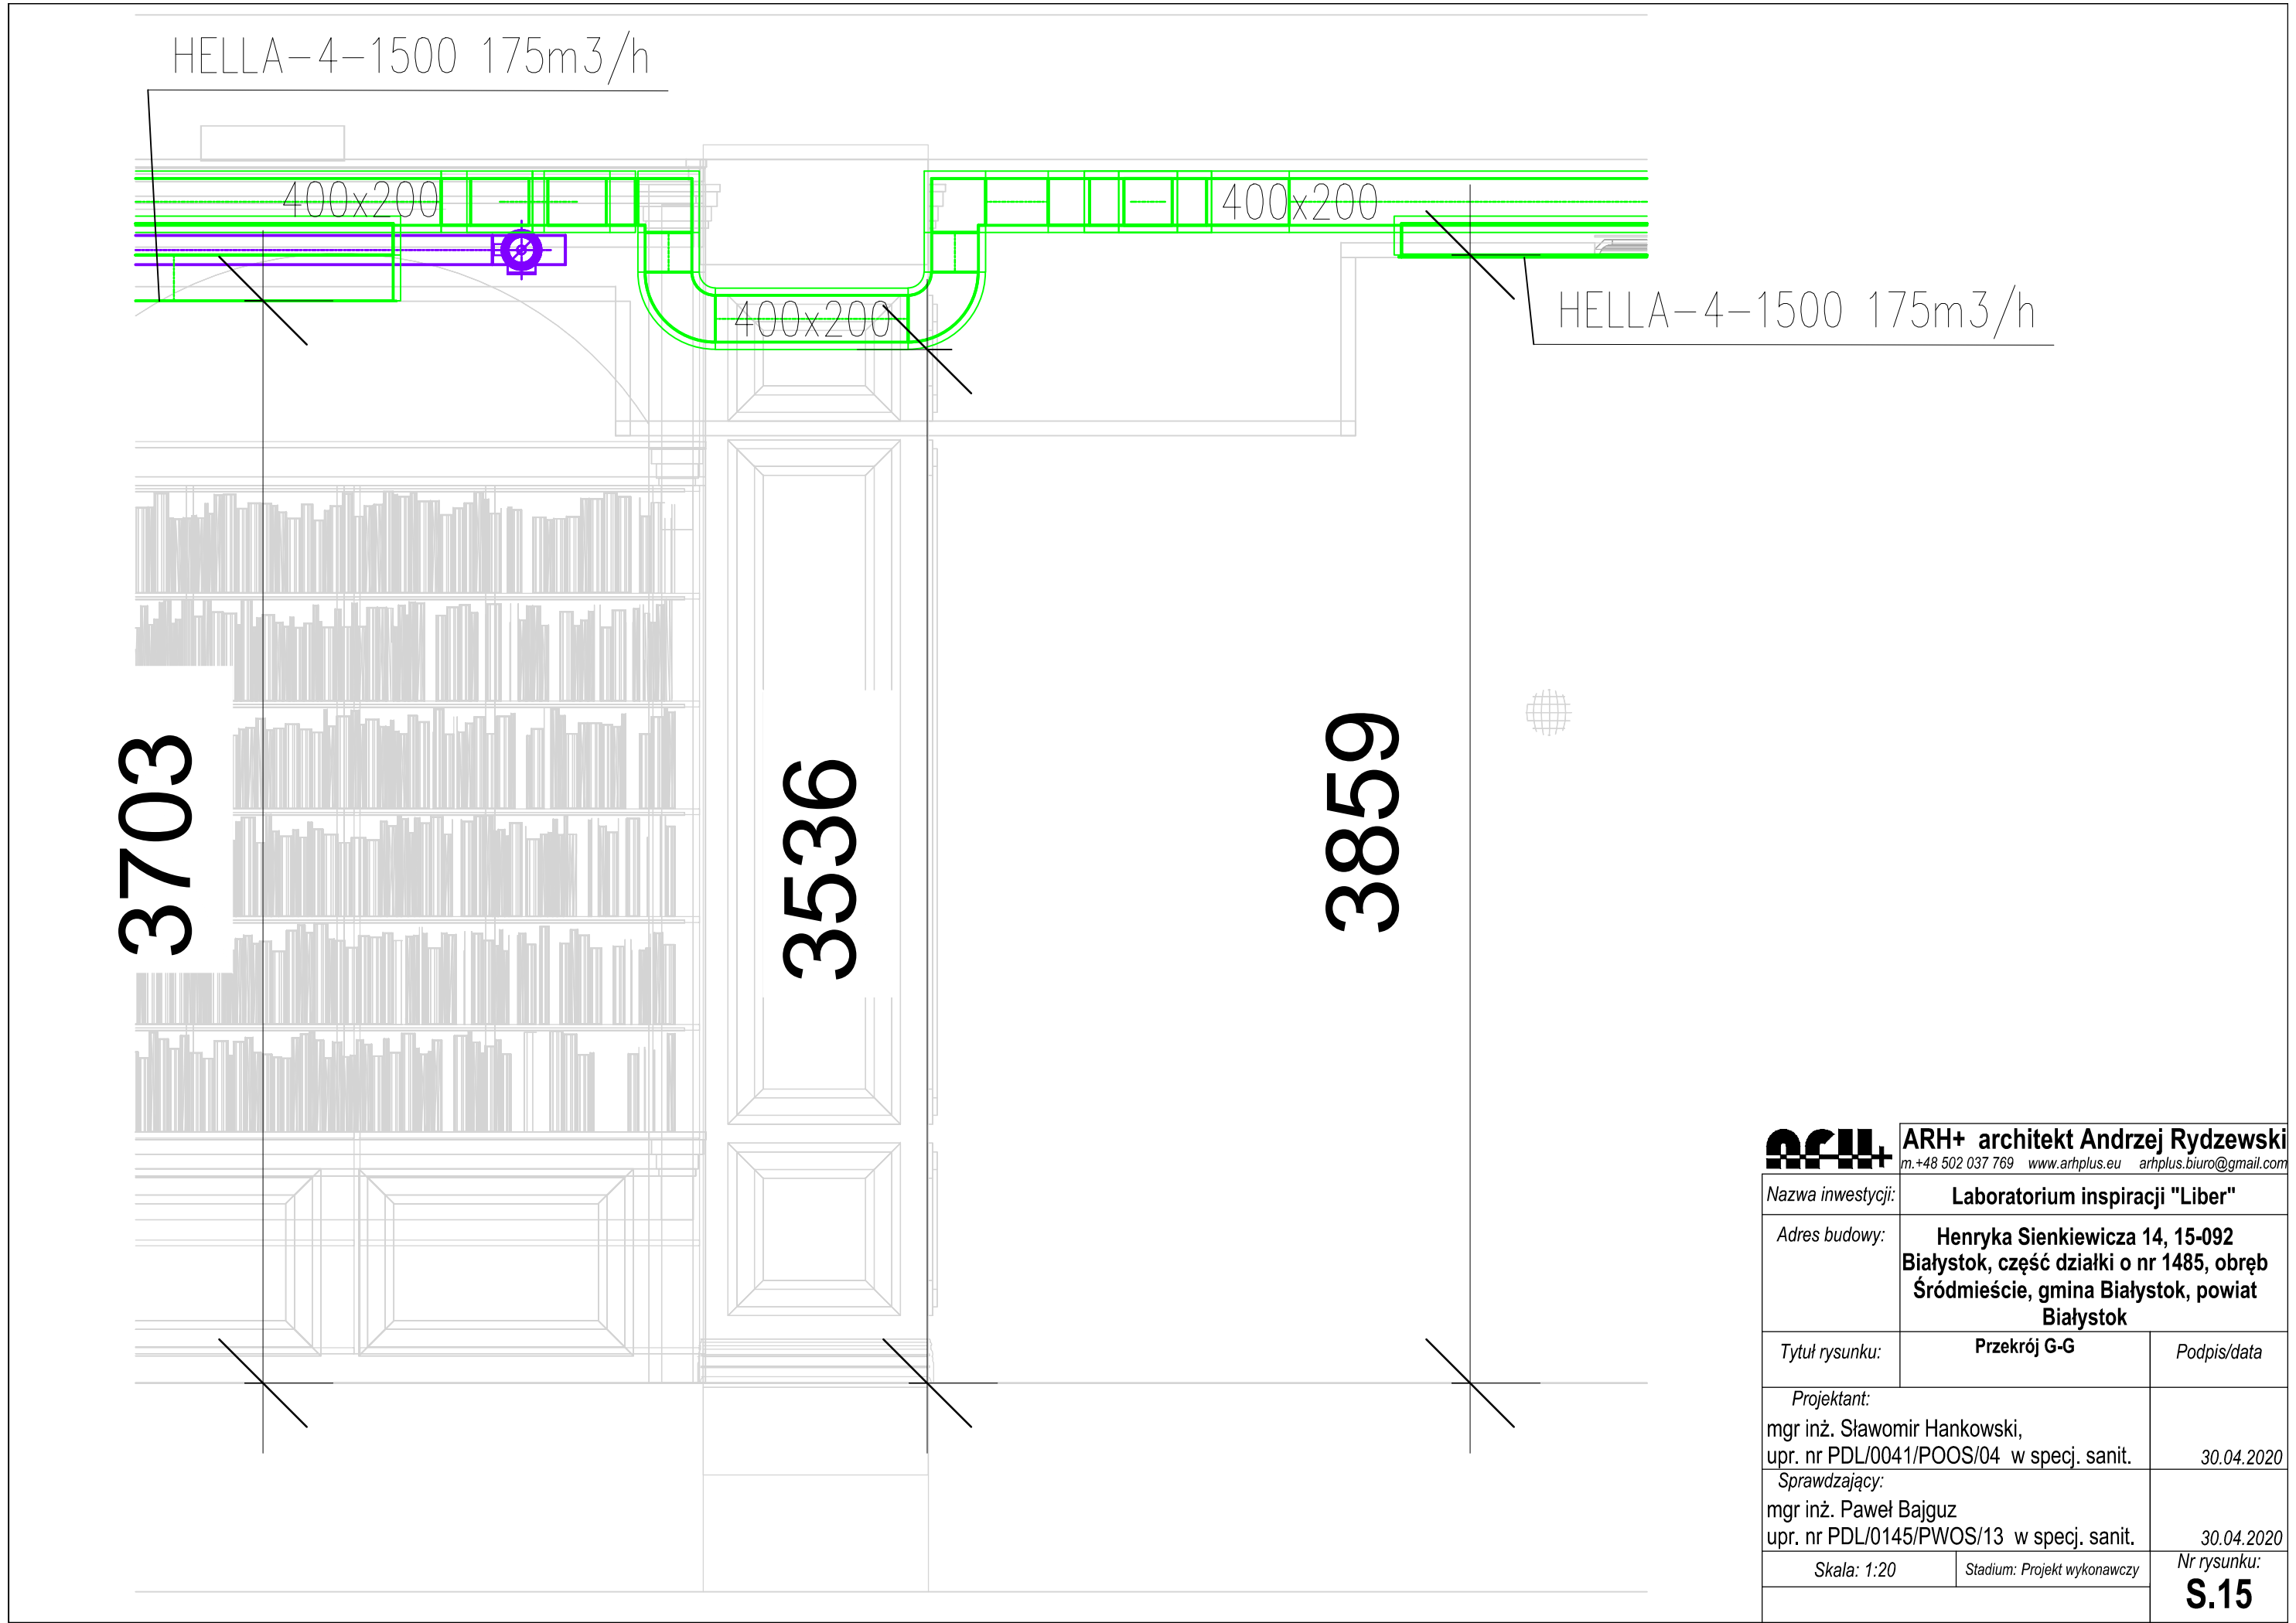 HELLA-4-1500 175m3/h
400x200
400x200
400x200
HELLA-4-1500 175m3/h
3703
3536
3859
ARH+
ARH+ architekt Andrzej Rydzewski
m.+48 502 037 769 www.arhplus.eu arhplus.biuro@gmail.com
Nazwa inwestycji:
Laboratorium inspiracji "Liber"
Adres budowy:
Henryka Sienkiewicza 14, 15-092
Białystok, część działki o nr 1485, obręb
Śródmieście, gmina Białystok, powiat
Białystok
Tytuł rysunku:
Przekrój G-G
Podpis/data
Projektant:
mgr inż. Sławomir Hankowski,
upr. nr PDL/0041/POOS/04 w specj. sanit.
30.04.2020
Sprawdzający:
mgr inż. Paweł Bajguz
upr. nr PDL/0145/PWOS/13 w specj. sanit.
30.04.2020
Skala: 1:20
Stadium: Projekt wykonawczy
Nr rysunku:
S.15